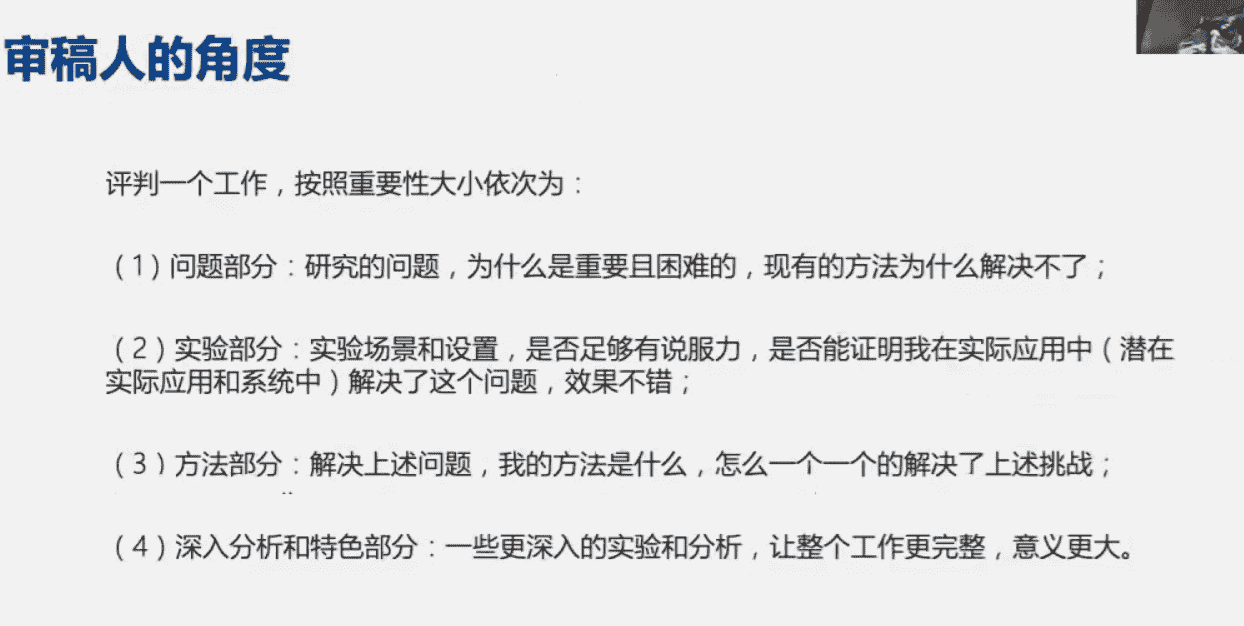 审稿人的角度
评判一个工作，按照重要性大小依次为：
（1）问题部分：研究的问题，为什么是重要且困难的，现有的方法为什么解决不了；
（2）实验部分：实验场景和设置，是否足够有说服力，是否能证明我在实际应用中（潜在
实际应用和系统中）解决了这个问题，效果不错；
（3）方法部分：解决上述问题，我的方法是什么，怎么一个一个的解决了上述挑战；
（4）深入分析和特色部分：一些更深入的实验和分析，让整个工作更完整，意义更大。